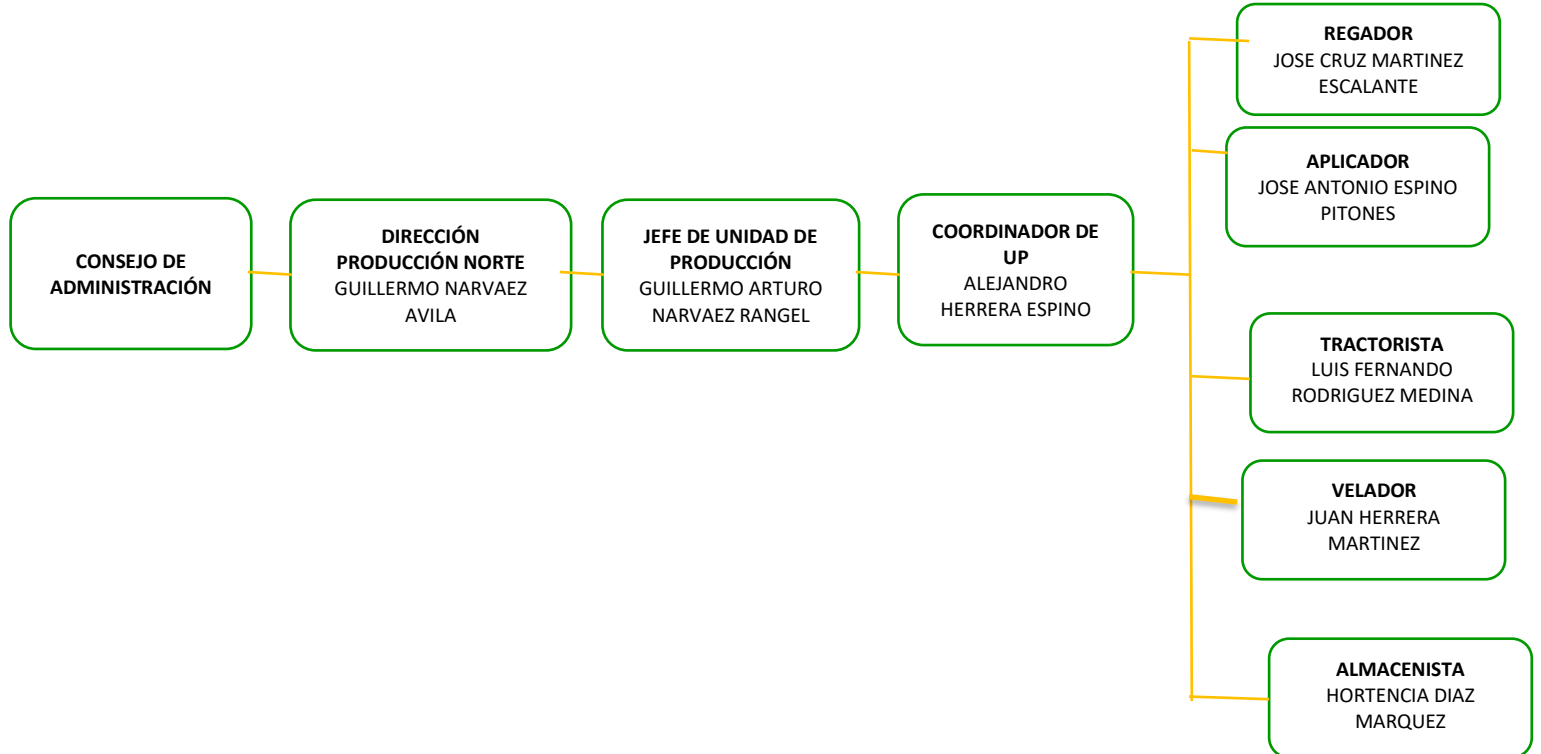 CONSEJO DE
ADMINISTRACIÓN
DIRECCIÓN
PRODUCCIÓN NORTE
GUILLERMO NARVAEZ
AVILA
JEFE DE UNIDAD DE
PRODUCCIÓN
GUILLERMO ARTURO
NARVAEZ RANGEL
COORDINADOR DE
UP
ALEJANDRO
HERRERA ESPINO
REGADOR
JOSE CRUZ MARTINEZ
ESCALANTE
APLICADOR
JOSE ANTONIO ESPINO
PITONES
TRACTORISTA
LUIS FERNANDO
RODRIGUEZ MEDINA
VELADOR
JUAN HERRERA
MARTINEZ
ALMACENISTA
HORTENCIA DIAZ
MARQUEZ